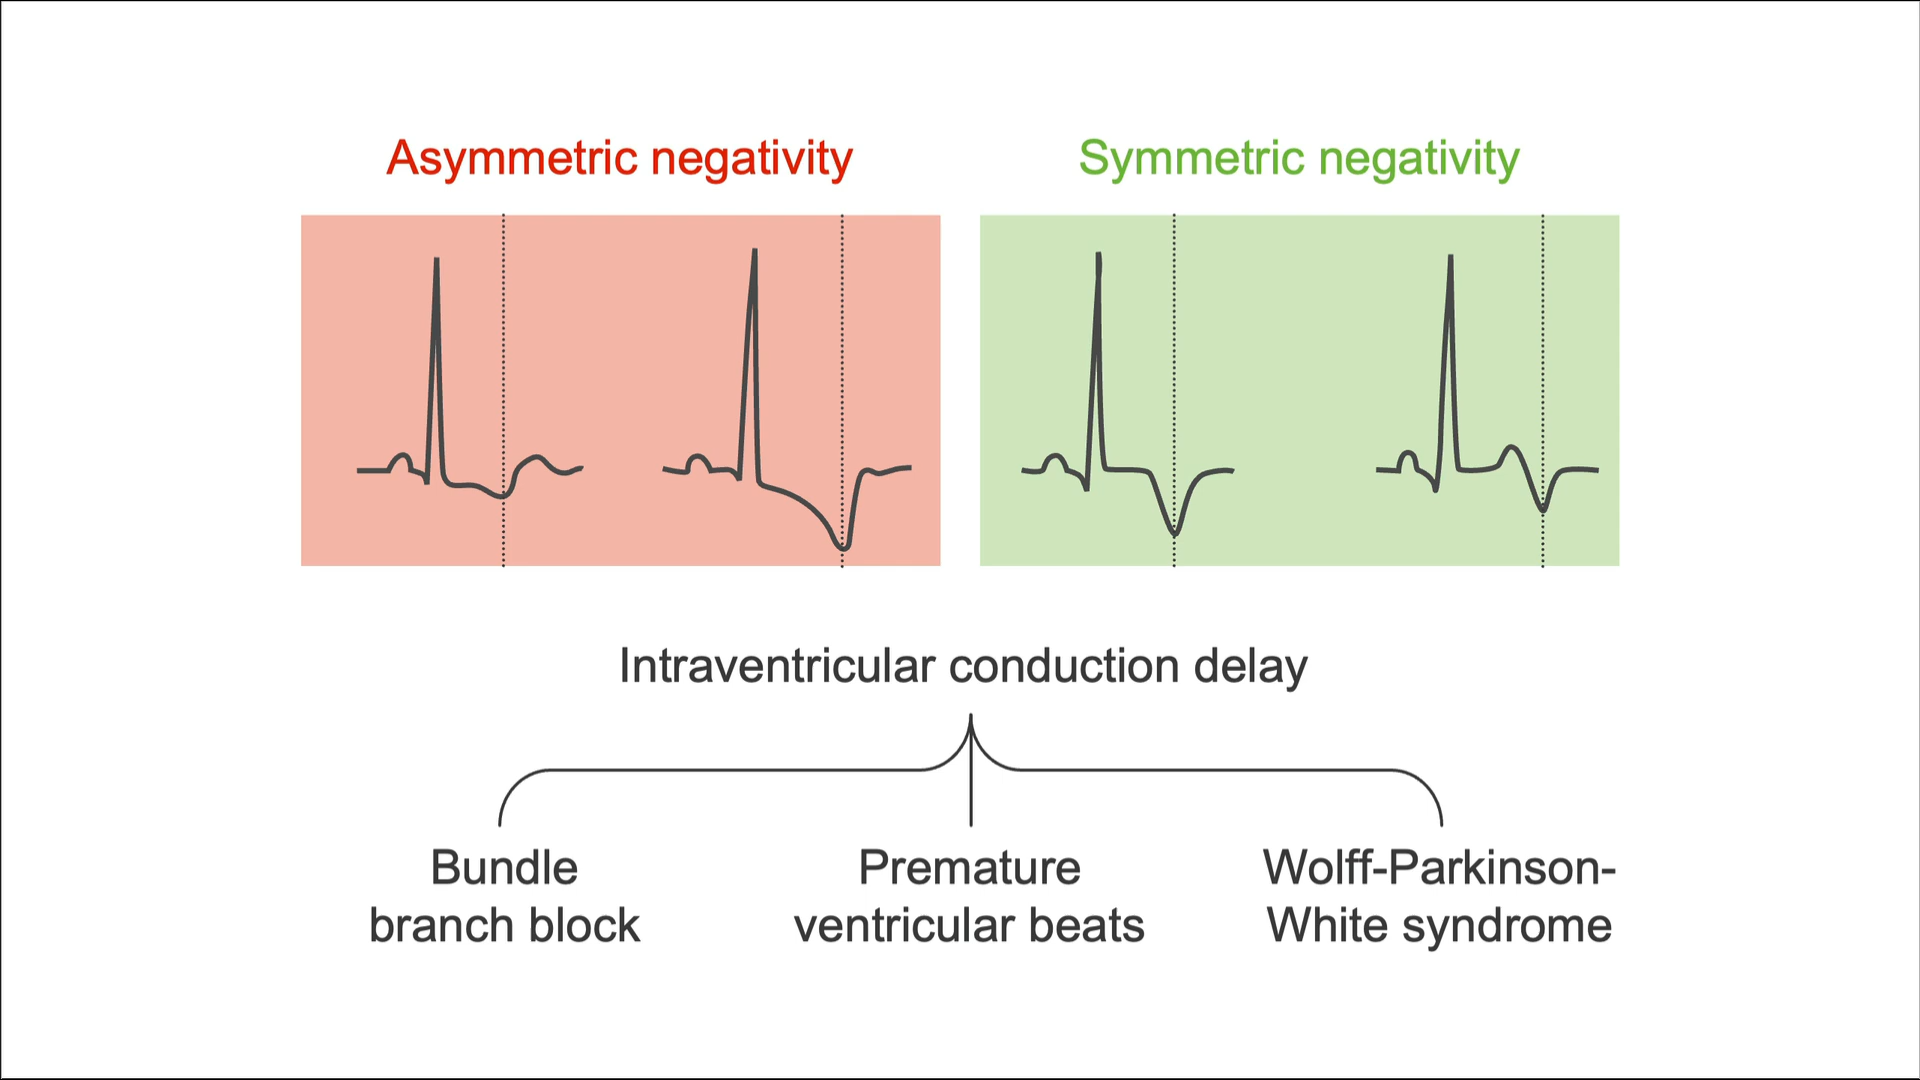 Asymmetric negativity
Symmetric negativity
Intraventricular conduction delay
Bundle
branch block
Premature
ventricular beats
Wolff-Parkinson-
White syndrome